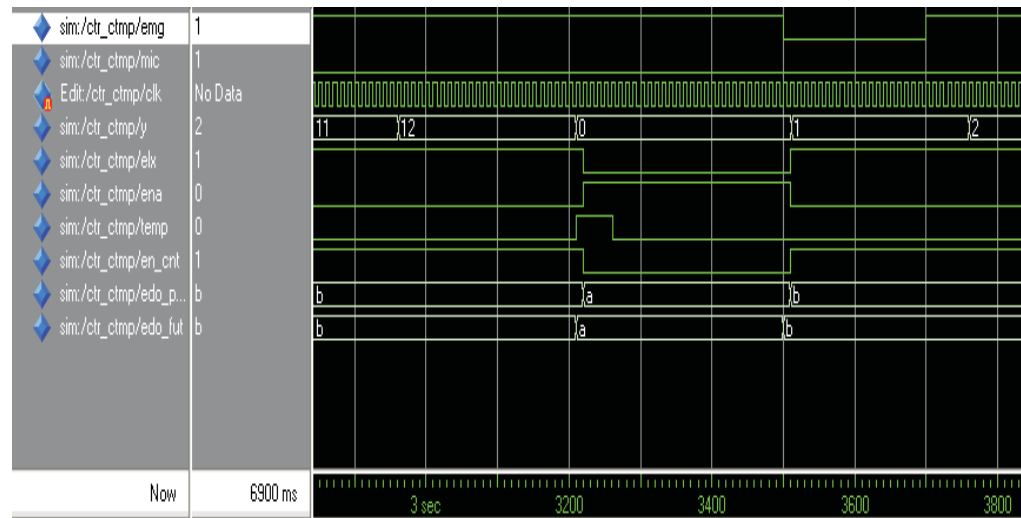 sim:/ctr_ctmp/emg 1
sim:/ctr_ctmp/mic 1
Edit:/ctr_ctmp/clk No Data
sim:/ctr_ctmp/y 2 11 12 0 1 2
sim:/ctr_ctmp/elx 1
sim:/ctr_ctmp/ena 0
sim:/ctr_ctmp/temp 0
sim:/ctr_ctmp/en_cnt 1
sim:/ctr_ctmp/edo_p... b b a b
sim:/ctr_ctmp/edo_fut b b a b
Now 6900 ms 3 sec 3200 3400 3600 3800